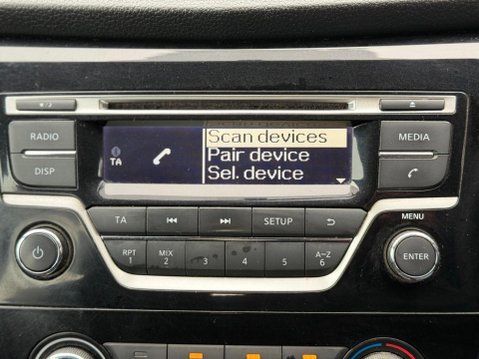 RADIO
MEDIA
DISP
TA
Scan devices
Pair device
Sel. device
TA
SETUP
MENU
RPT
1
MIX
2
3
4
5
A-Z
6
ENTER